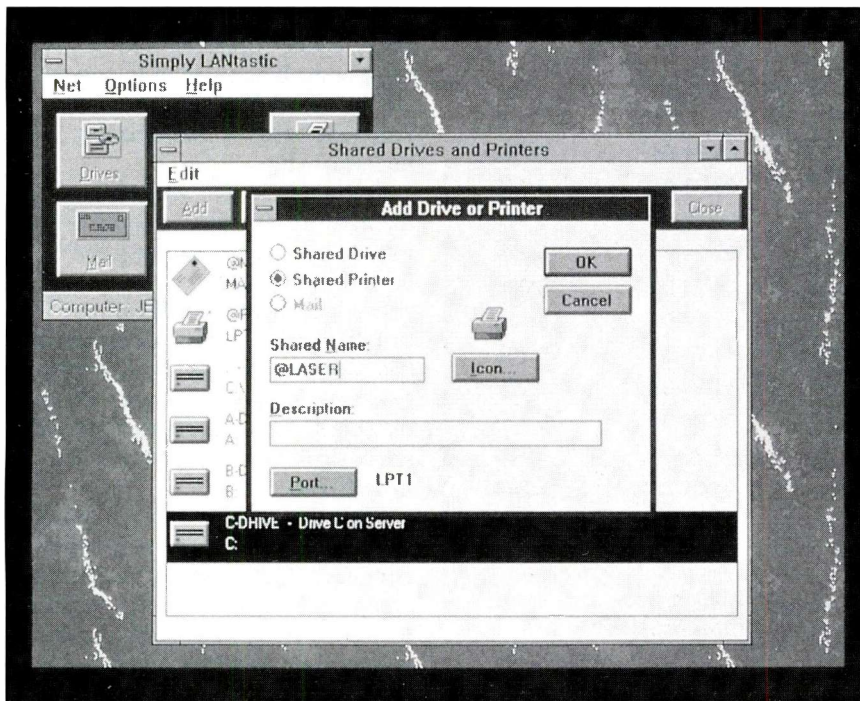 Simply LANtastic
Net Options Help
Drives
Mail
Computer: JE
Shared Drives and Printers
Edit
Add
Close
@M
MA
@P
LPT
C:\
A-D
A
B-D
B
C-DRIVE - Drive C on Server
C:
Add Drive or Printer
Shared Drive
Shared Printer
Mail
OK
Cancel
Shared Name:
@LASER
Icon...
Description:
Port...
LPT1